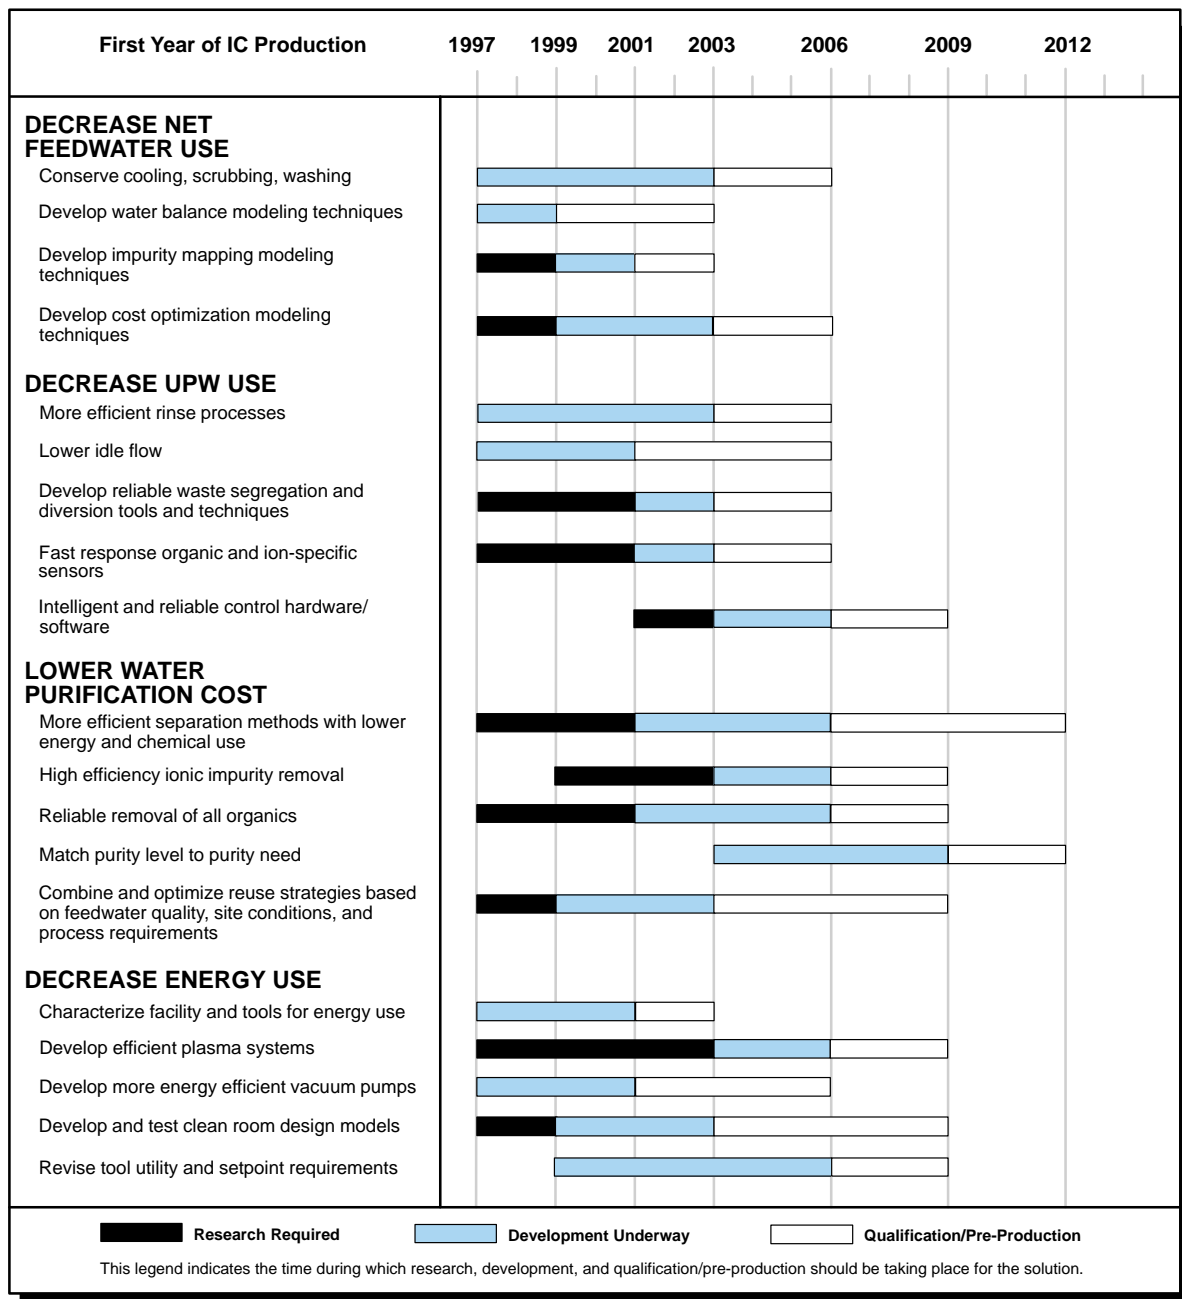 First Year of IC Production 1997 1999 2001 2003 2006 2009 2012
DECREASE NET
FEEDWATER USE
Conserve cooling, scrubbing, washing
Develop water balance modeling techniques
Develop impurity mapping modeling
techniques
Develop cost optimization modeling
techniques
DECREASE UPW USE
More efficient rinse processes
Lower idle flow
Develop reliable waste segregation and
diversion tools and techniques
Fast response organic and ion-specific
sensors
Intelligent and reliable control hardware/
software
LOWER WATER
PURIFICATION COST
More efficient separation methods with lower
energy and chemical use
High efficiency ionic impurity removal
Reliable removal of all organics
Match purity level to purity need
Combine and optimize reuse strategies based
on feedwater quality, site conditions, and
process requirements
DECREASE ENERGY USE
Characterize facility and tools for energy use
Develop efficient plasma systems
Develop more energy efficient vacuum pumps
Develop and test clean room design models
Revise tool utility and setpoint requirements
Research Required Development Underway Qualification/Pre-Production
This legend indicates the time during which research, development, and qualification/pre-production should be taking place for the solution.